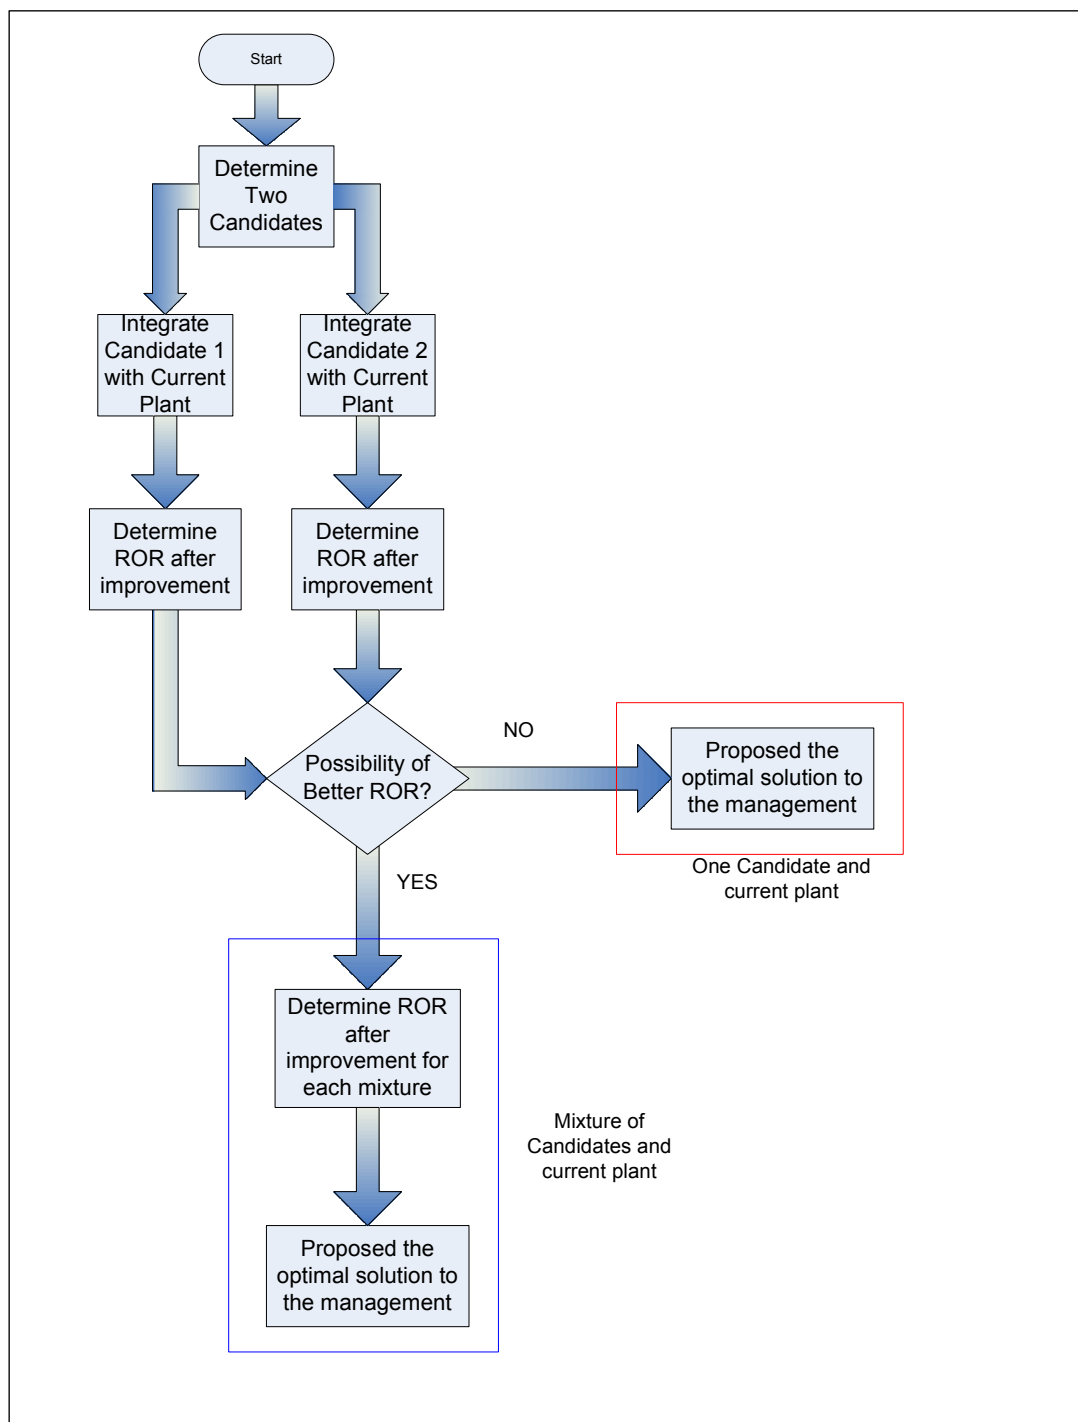 Start
Determine
Two
Candidates
Integrate
Candidate 1
with Current
Plant
Integrate
Candidate 2
with Current
Plant
Determine
ROR after
improvement
Determine
ROR after
improvement
Possibility of
Better ROR?
NO
Proposed the
optimal solution to
the management
One Candidate and
current plant
YES
Determine ROR
after
improvement for
each mixture
Mixture of
Candidates and
current plant
Proposed the
optimal solution to
the management